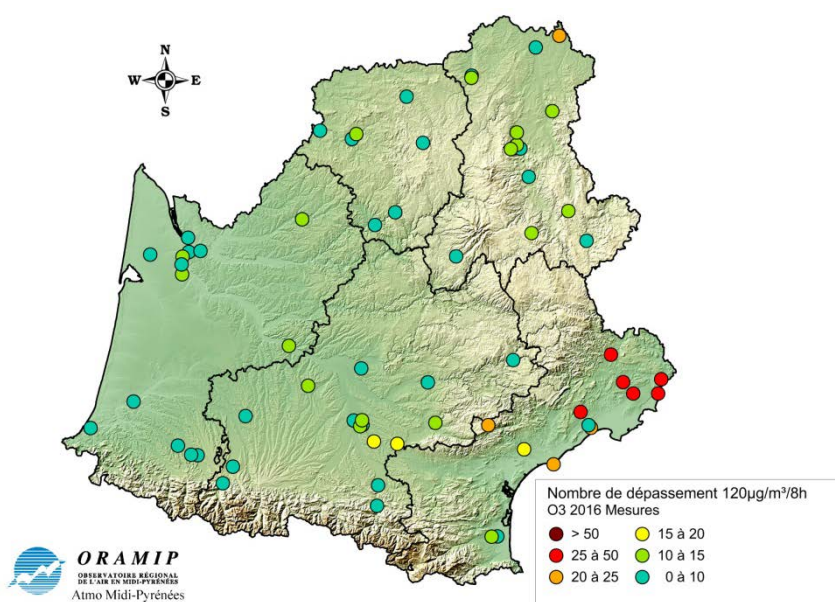 N
W E
S
Nombre de dépassement 120µg/m³/8h
O3 2016 Mesures
> 50 15 à 20
25 à 50 10 à 15
20 à 25 0 à 10
ORAMIP
OBSERVATOIRE RÉGIONAL
DE L'AIR EN MIDI-PYRÉNÉES
Atmo Midi-Pyrénées